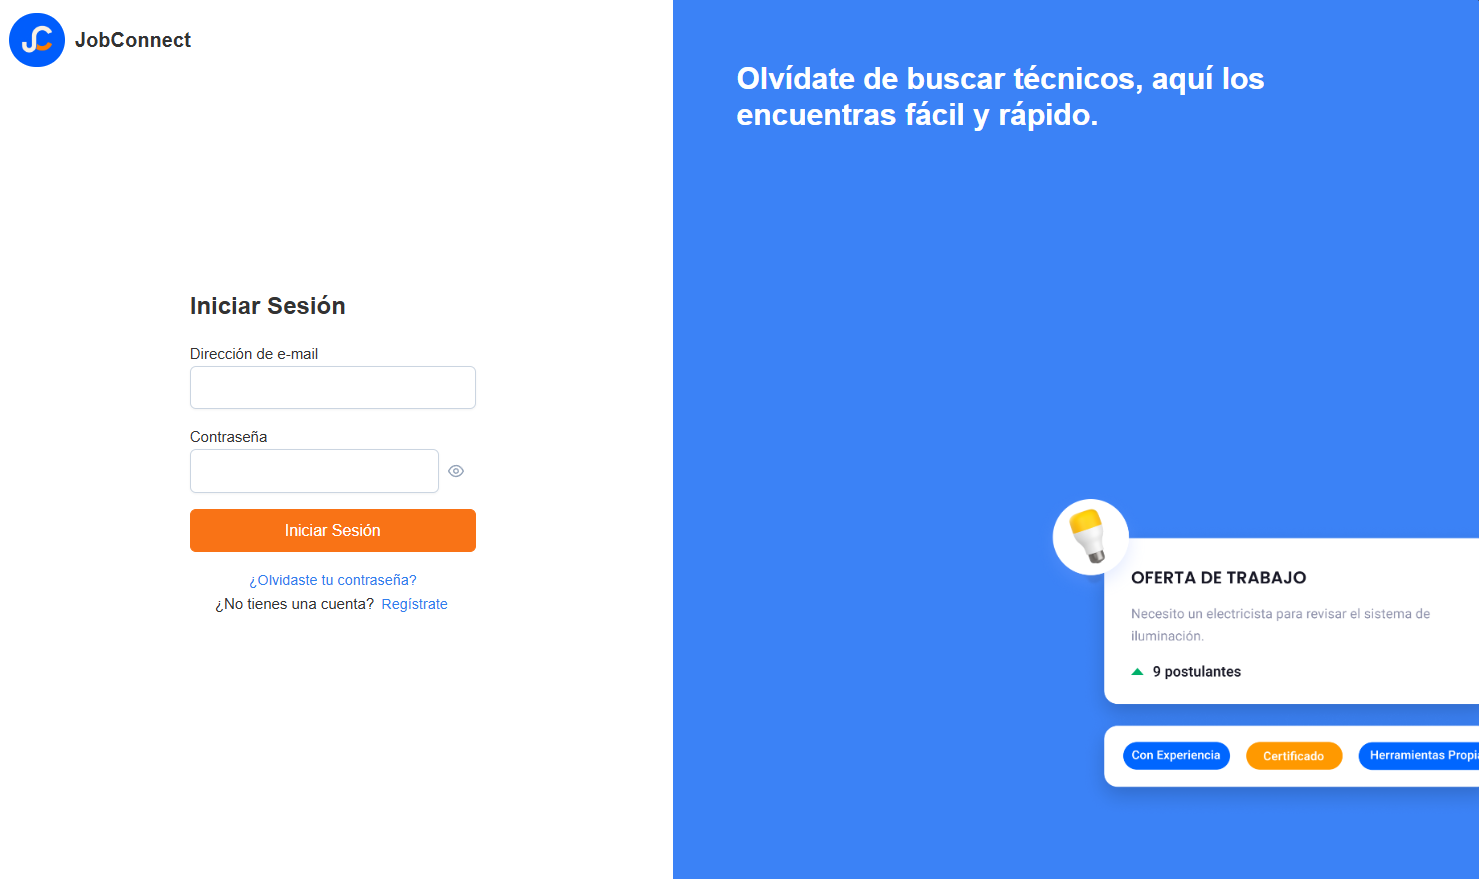 JobConnect
Iniciar Sesión
Dirección de e-mail
Contraseña
Iniciar Sesión
¿Olvidaste tu contraseña?
¿No tienes una cuenta? Regístrate
Olvídate de buscar técnicos, aquí los
encuentras fácil y rápido.
OFERTA DE TRABAJO
Necesito un electricista para revisar el sistema de
iluminación.
9 postulantes
Con Experiencia
Certificado
Herramientas